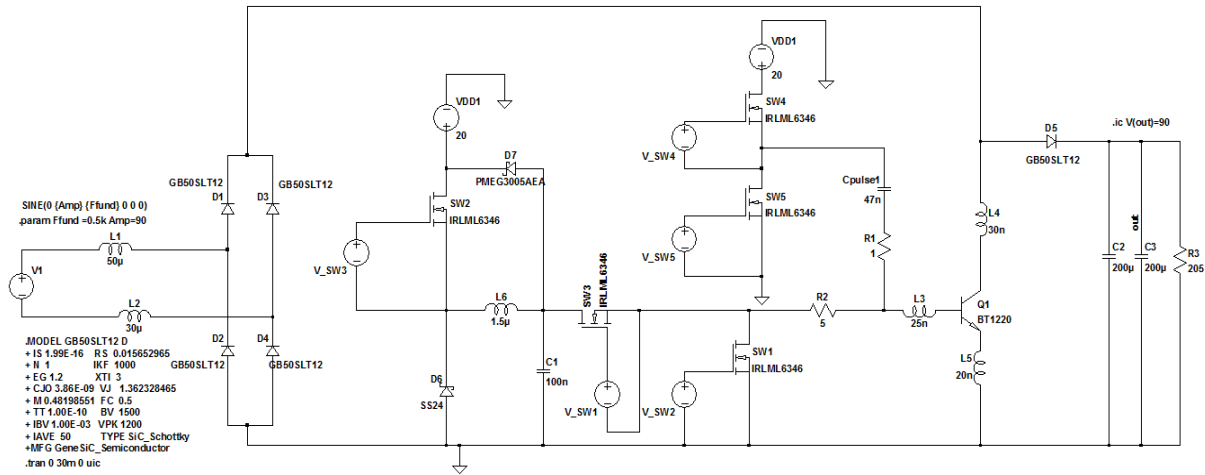 VDD1
20
VDD1
20
SW4
IRLML6346
V_SW4
D7
PMEG3005AEA
D5
GB50SLT12
.ic V(out)=90
GB50SLT12
D1
GB50SLT12
D3
SW2
IRLML6346
Cpulse1
47n
SW5
IRLML6346
SINE(0 {Amp} {Ffund} 0 0 0)
.param Ffund =0.5k Amp=90
L1
50µ
V_SW3
V_SW5
R1
1
L4
30n
C2
200µ
C3
200µ
out
R3
205
V1
L2
30µ
L6
1.5µ
SW3
IRLML6346
R2
5
L3
25n
Q1
BT1220
D2
GB50SLT12
D4
GB50SLT12
D6
SS24
C1
100n
V_SW1
V_SW2
SW1
IRLML6346
L5
20n
.MODEL GB50SLT12 D
+ IS 1.99E-16 RS 0.015652965
+ N 1 IKF 1000
+ EG 1.2 XTI 3
+ CJO 3.86E-09 VJ 1.362328465
+ M 0.48198551 FC 0.5
+ TT 1.00E-10 BV 1500
+ IBV 1.00E-03 VPK 1200
+ IAVE 50 TYPE SiC_Schottky
+MFG GeneSiC_Semiconductor
.tran 0 30m 0 uic